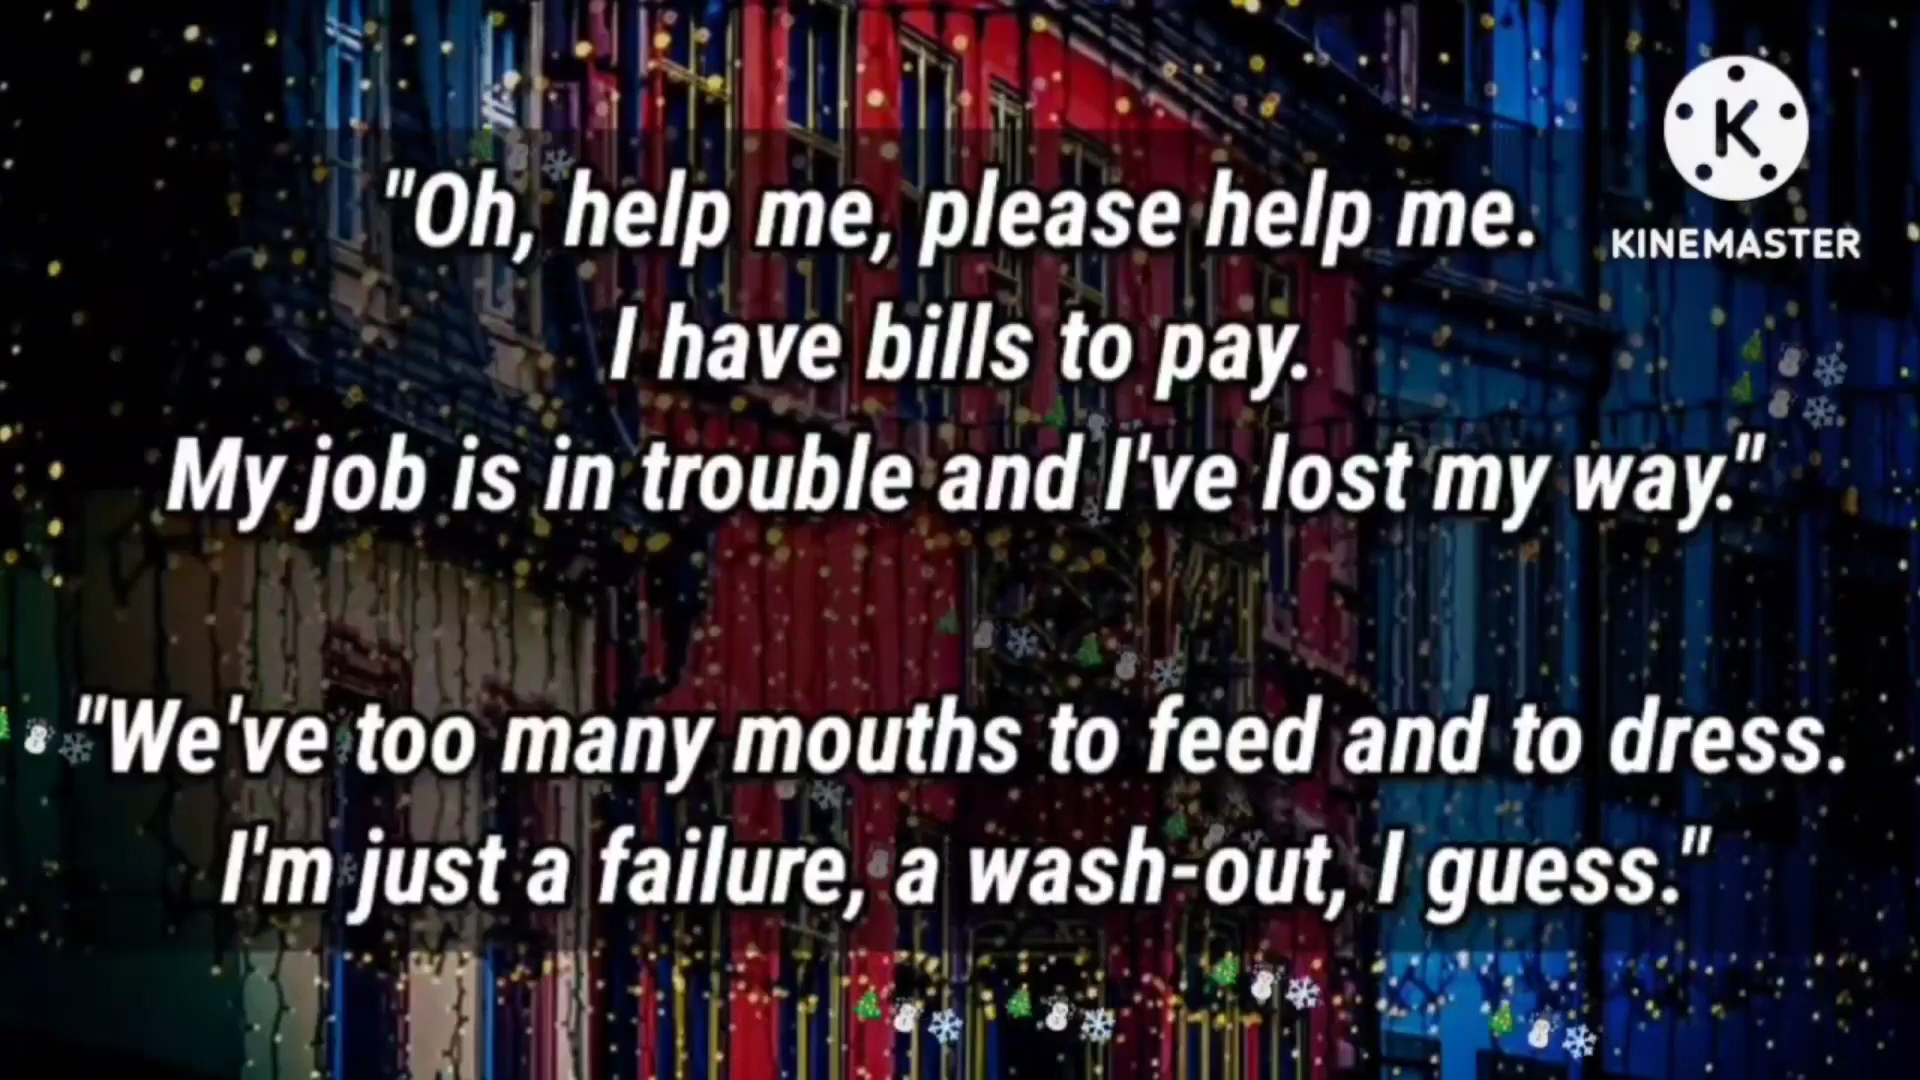 "Oh, help me, please help me.
I have bills to pay.
My job is in trouble and I've lost my way."
"We've too many mouths to feed and to dress.
I'm just a failure, a wash-out, I guess."
K
KINEMASTER